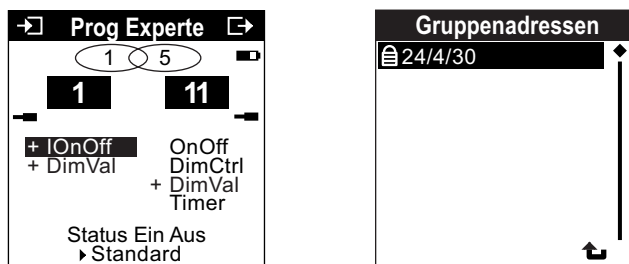 Prog Experte
1 5
1 11
+ IOnOff OnOff
+ DimVal DimCtrl
+ DimVal
Timer
Status Ein Aus
Standard
Gruppenadressen
24/4/30